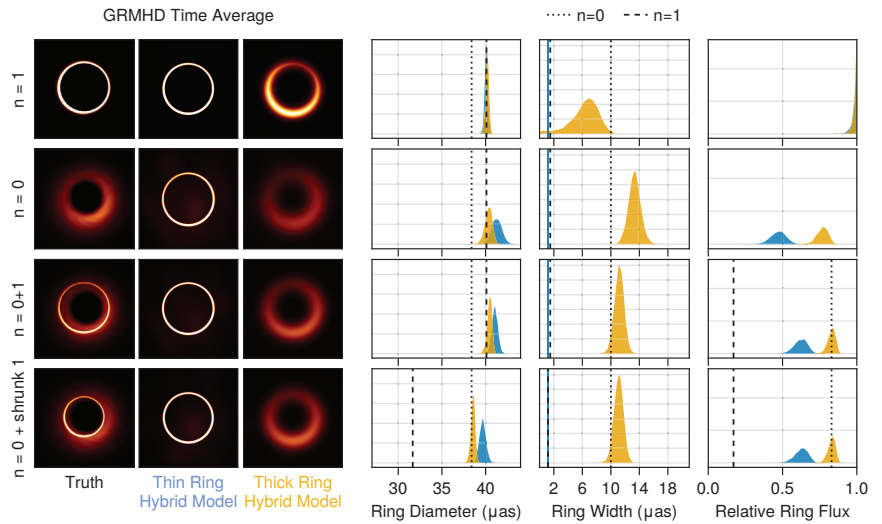 GRMHD Time Average
n=0 n=1
n = 1
n = 0
n = 0+1
n = 0 + shrunk 1
Truth
Thin Ring
Hybrid Model
Thick Ring
Hybrid Model
30 40
Ring Diameter (μas)
2 6 10 14 18
Ring Width (μas)
0.0 0.5 1.0
Relative Ring Flux